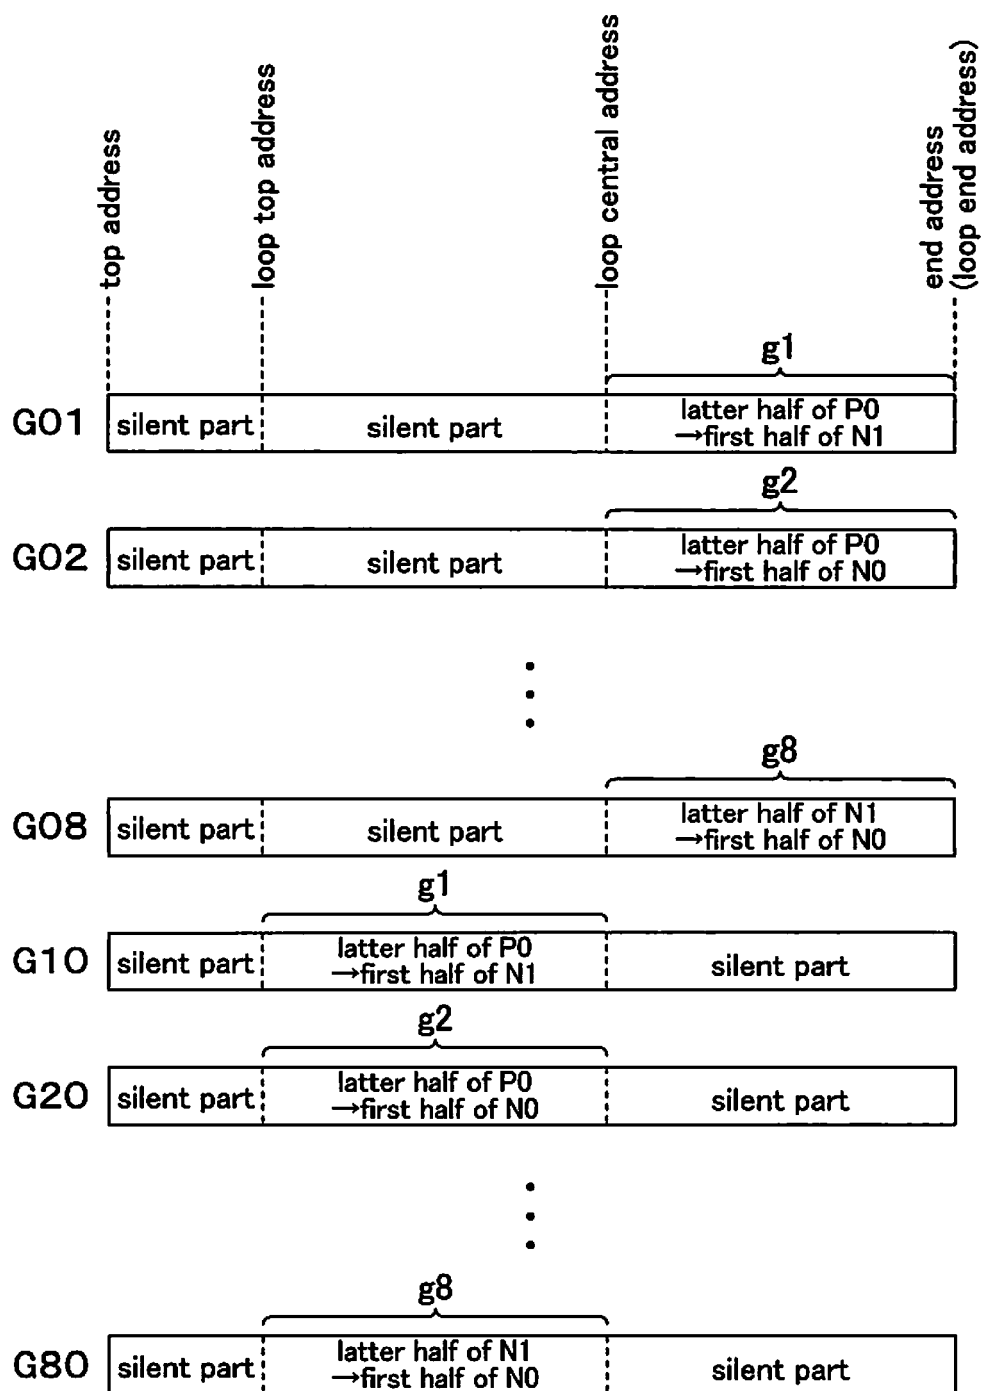 top address
loop top address
loop central address
end address
(loop end address)
g1
G01 silent part silent part latter half of P0
→first half of N1
g2
G02 silent part silent part latter half of P0
→first half of N0
g8
G08 silent part silent part latter half of N1
→first half of N0
g1
G10 silent part latter half of P0
→first half of N1 silent part
g2
G20 silent part latter half of P0
→first half of N0 silent part
g8
G80 silent part latter half of N1
→first half of N0 silent part